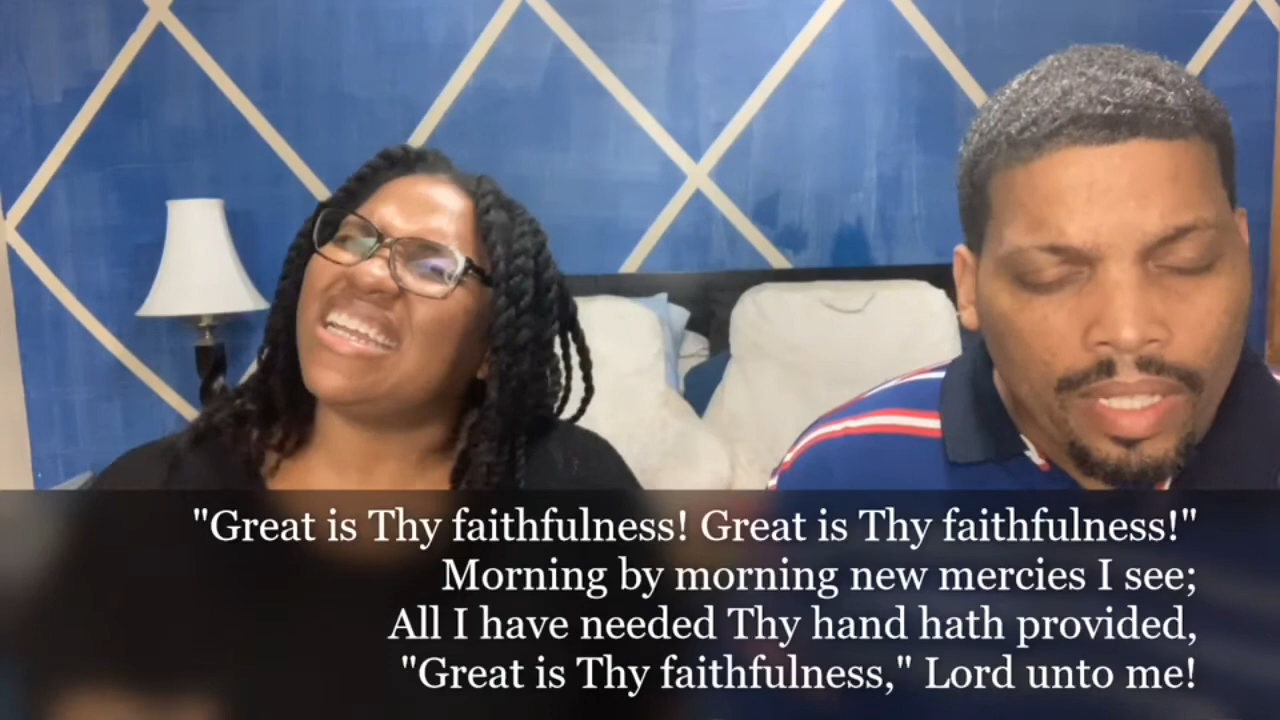 "Great is Thy faithfulness! Great is Thy faithfulness!"
Morning by morning new mercies I see;
All I have needed Thy hand hath provided,
"Great is Thy faithfulness," Lord unto me!